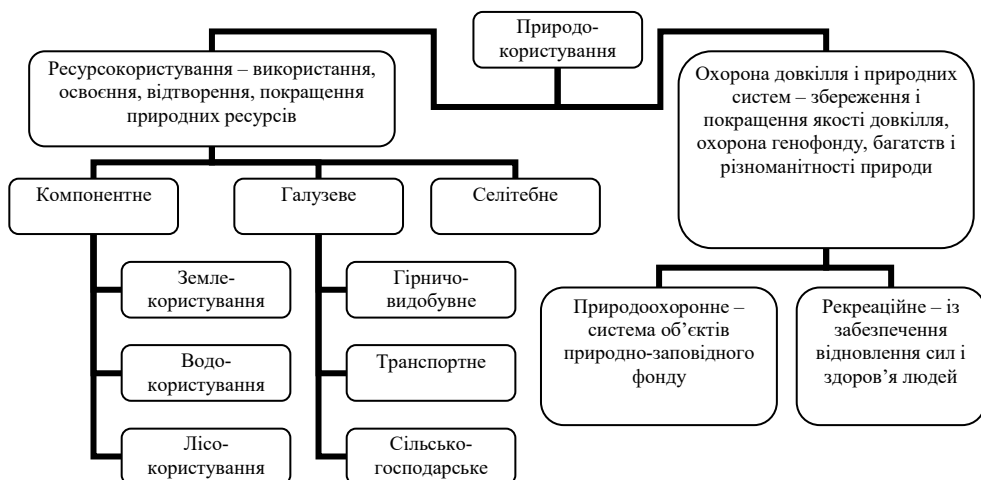 Природо-
користування
Ресурсокористування – використання,
освоєння, відтворення, покращення
природних ресурсів
Охорона довкілля і природних
систем – збереження і
покращення якості довкілля,
охорона генофонду, багатств і
різноманітності природи
Компонентне
Галузеве
Селітебне
Земле-
користування
Водо-
користування
Лісо-
користування
Гірничо-
видобувне
Транспортне
Сільсько-
господарське
Природоохоронне –
система об’єктів
природно-заповідного
фонду
Рекреаційне – із
забезпечення
відновлення сил і
здоров’я людей